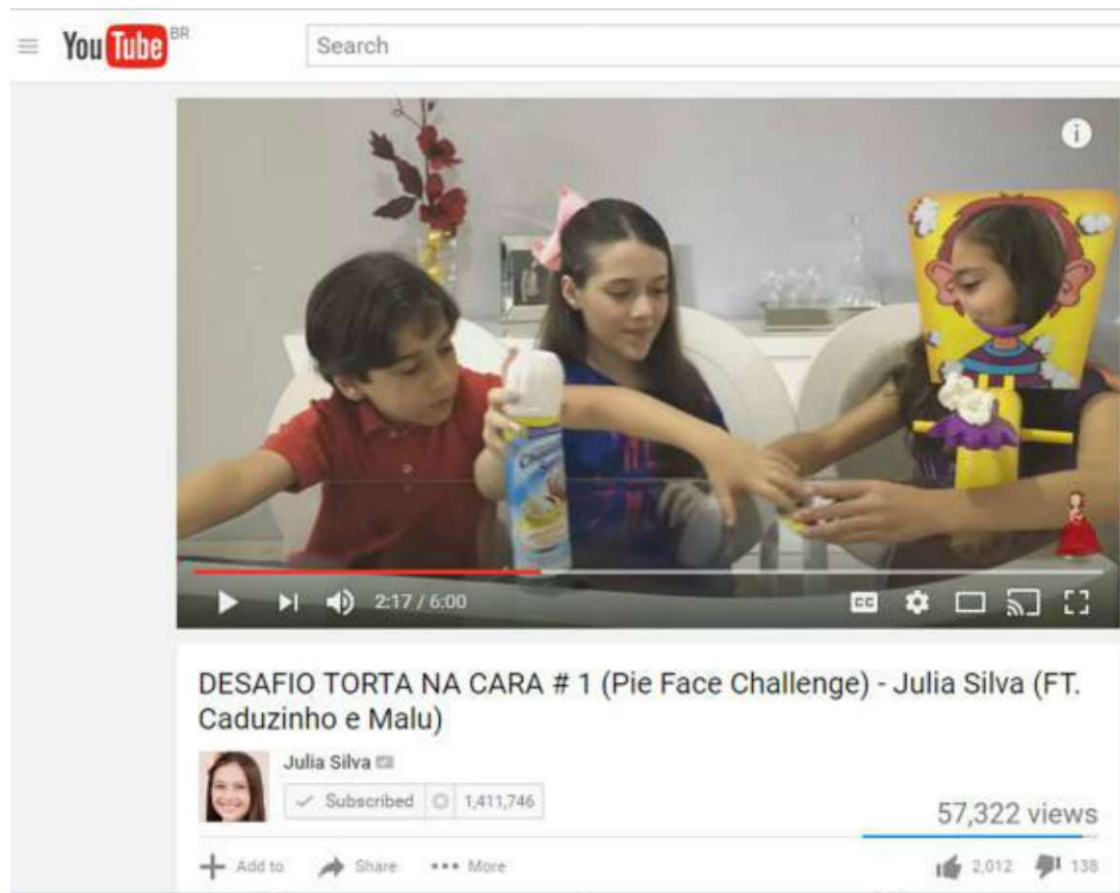 YouTube BR
Search
2:17 / 6:00
CC
DESAFIO TORTA NA CARA # 1 (Pie Face Challenge) - Julia Silva (FT.
Caduzinho e Malu)
Julia Silva
Subscribed 1,411,746
57,322 views
Add to Share More 2,012 138